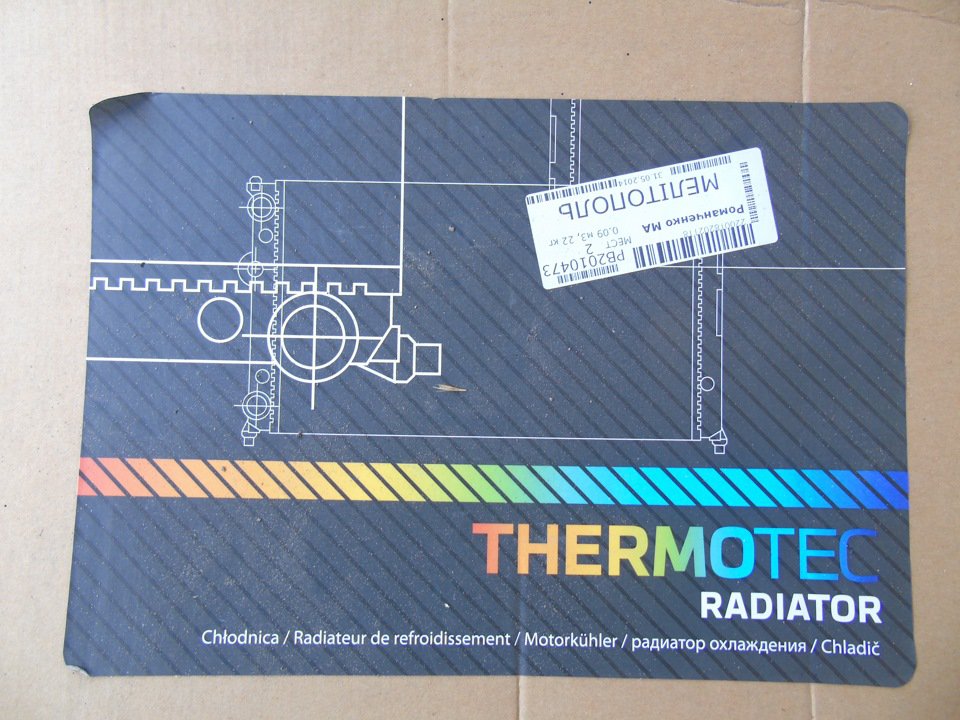 МЕЛІТОПОЛЬ
31.05.2014
Романченко МА
0.09 м3, 22 кг
МЕСТ 2
PB2010473
THERMOTEC
RADIATOR
Chłodnica / Radiateur de refroidissement / Motorkühler / радиатор охлаждения / Chladič